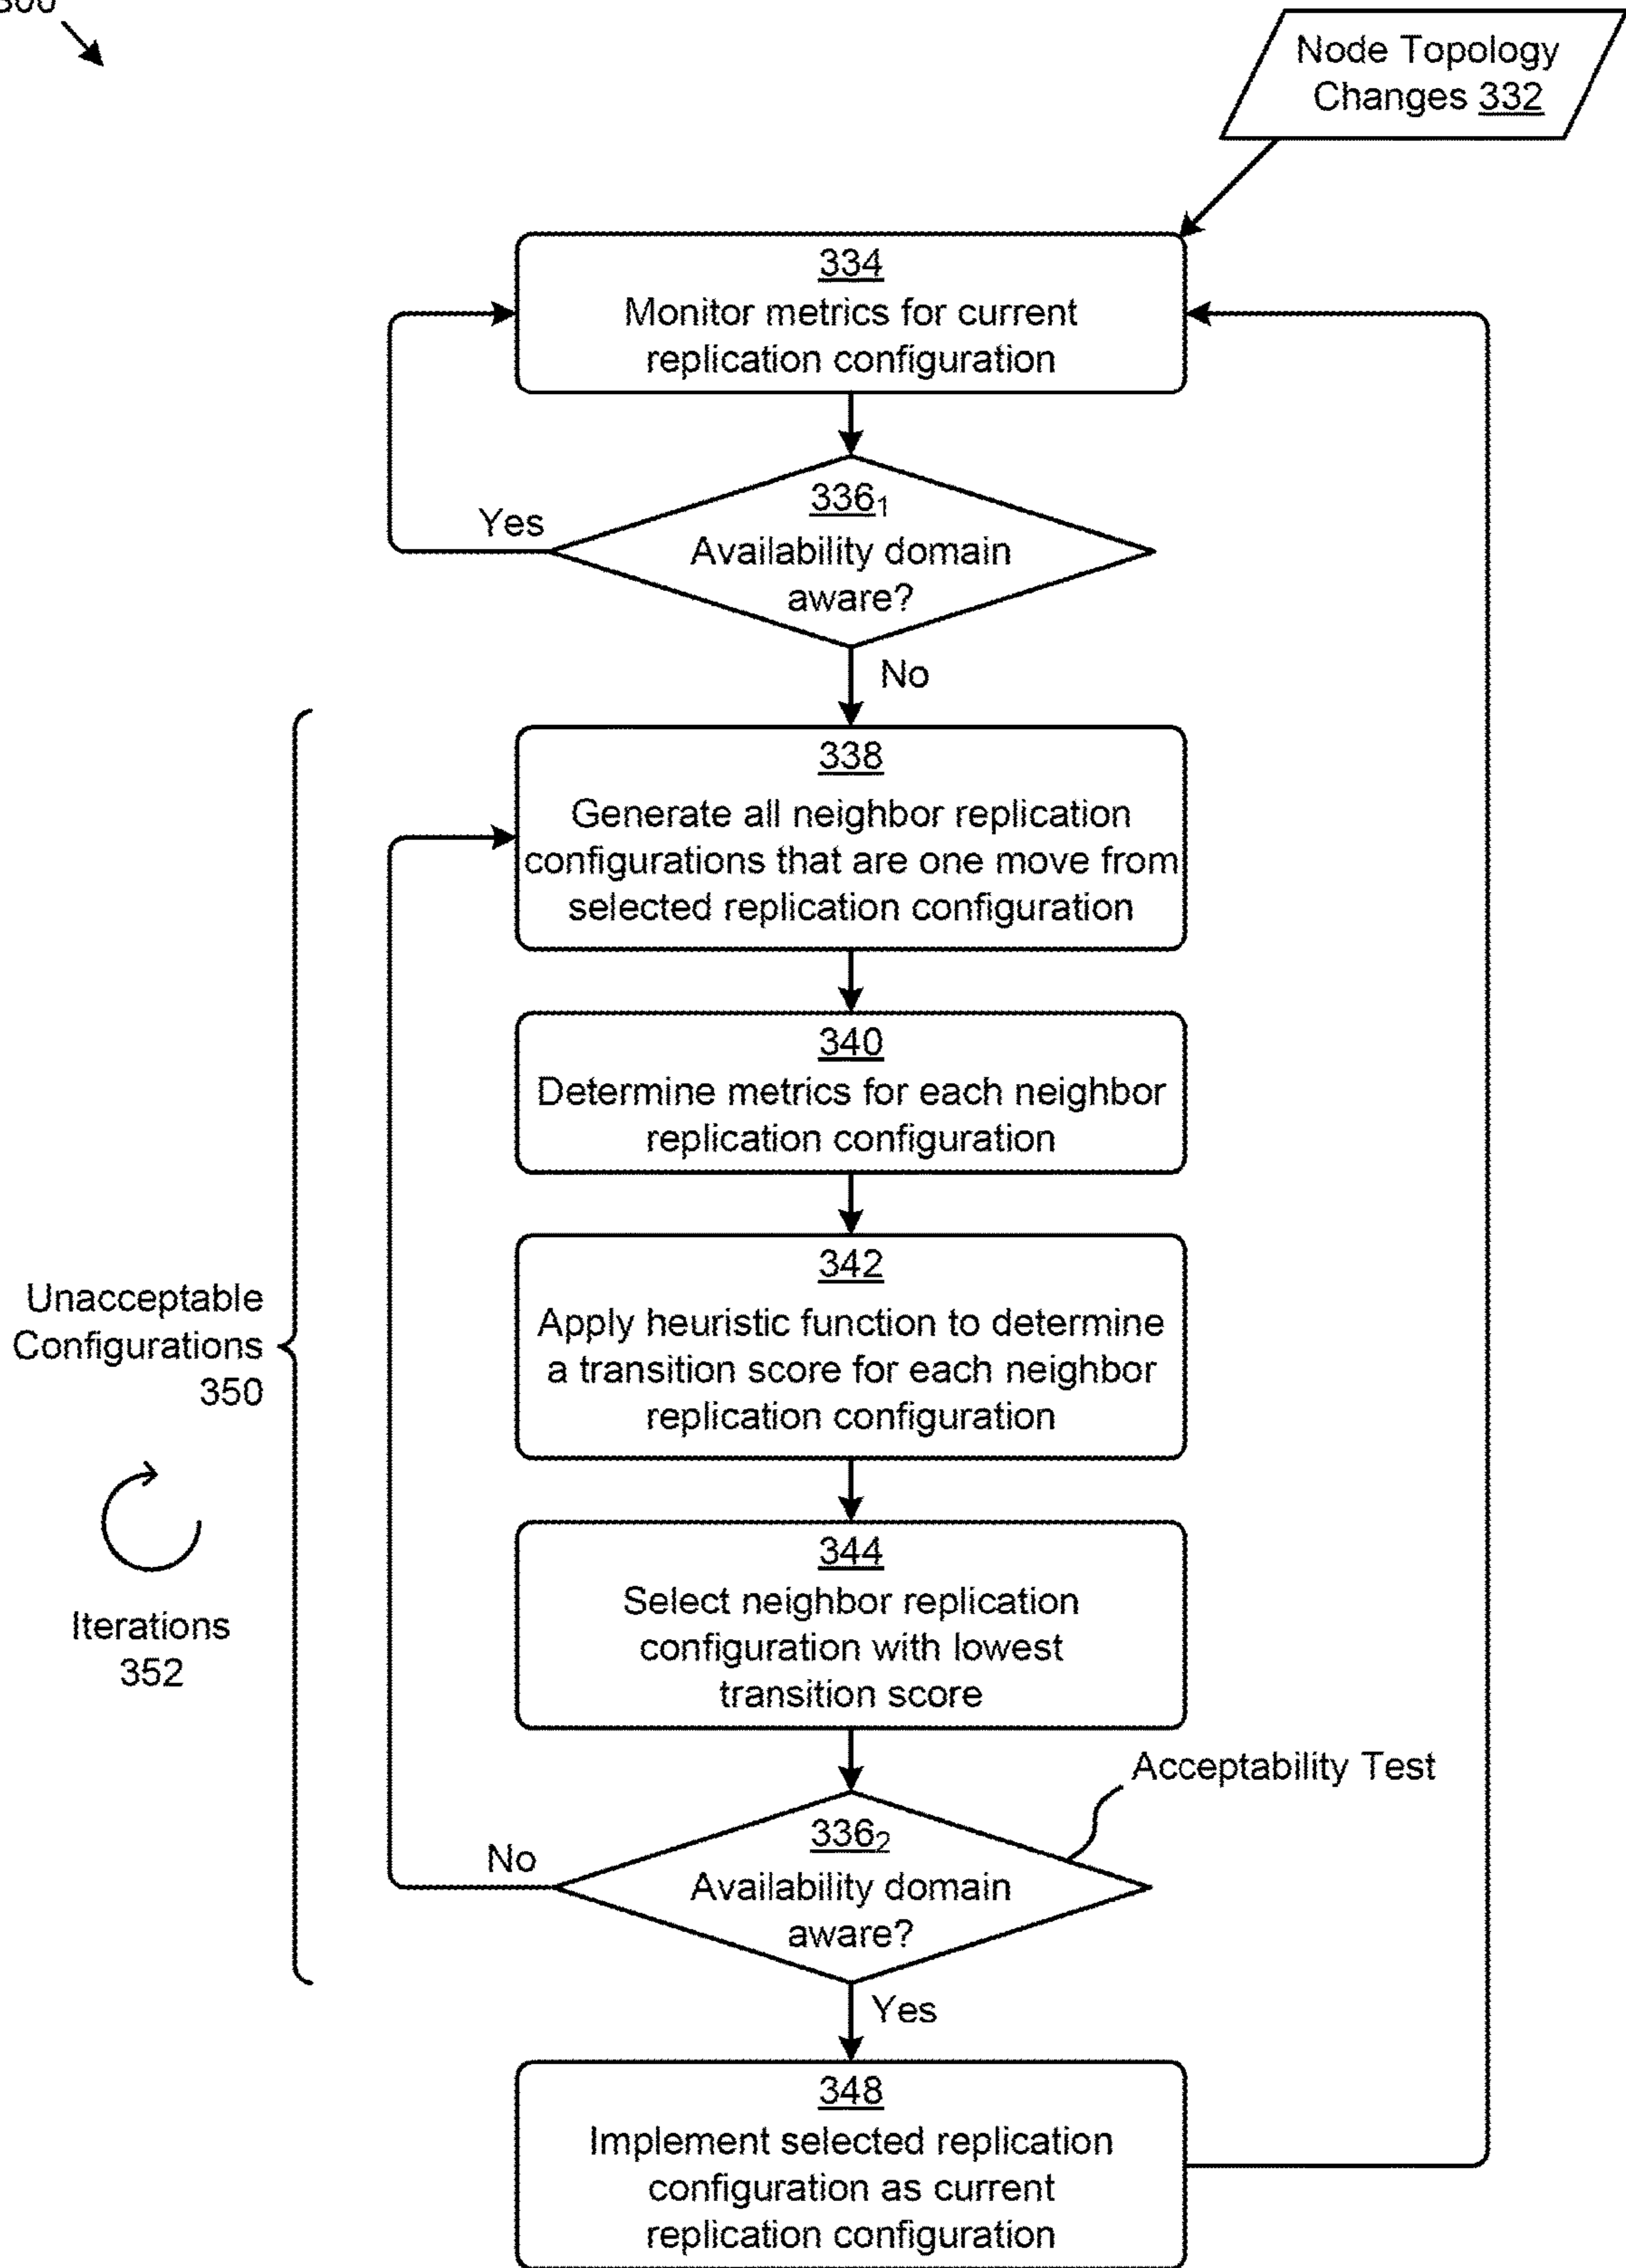 Node Topology
Changes 332
334
Monitor metrics for current
replication configuration
336₁
Yes
Availability domain
aware?
No
338
Generate all neighbor replication
configurations that are one move from
selected replication configuration
340
Determine metrics for each neighbor
replication configuration
342
Apply heuristic function to determine
a transition score for each neighbor
replication configuration
Unacceptable
Configurations
350
Iterations
352
344
Select neighbor replication
configuration with lowest
transition score
Acceptability Test
336₂
No
Availability domain
aware?
Yes
348
Implement selected replication
configuration as current
replication configuration